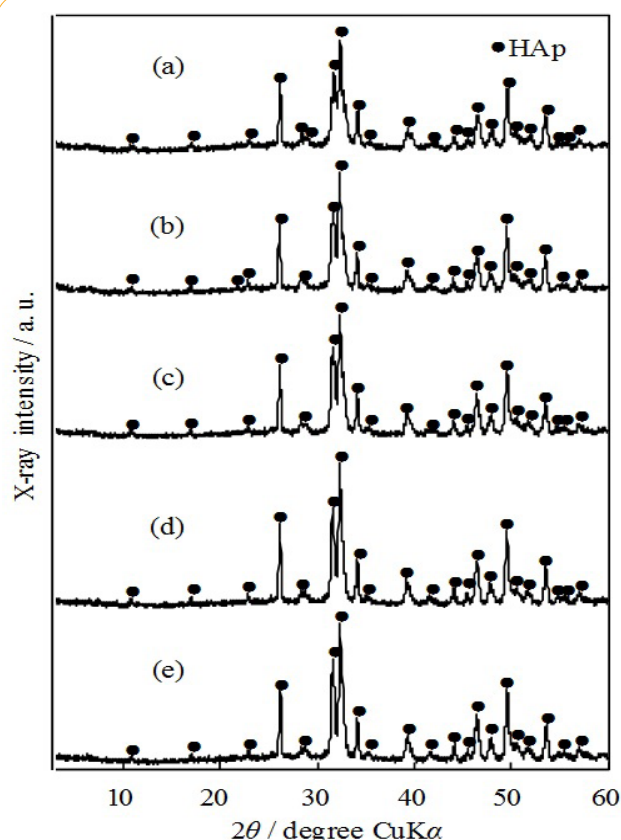 (a)
HAp
(b)
(c)
(d)
(e)
X-ray intensity / a. u.
10 20 30 40 50 60
2θ / degree CuKα